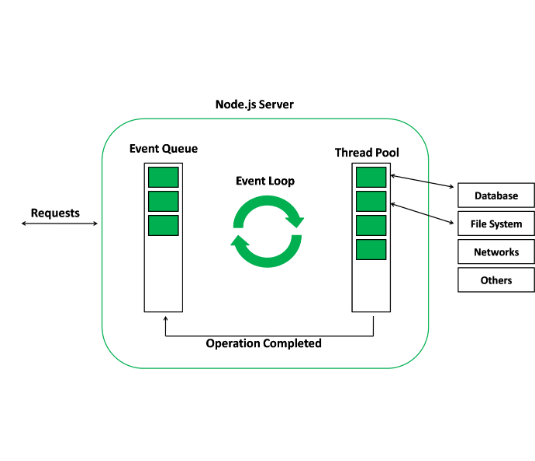 Node.js Server
Event Queue
Thread Pool
Event Loop
Requests
Database
File System
Networks
Others
Operation Completed